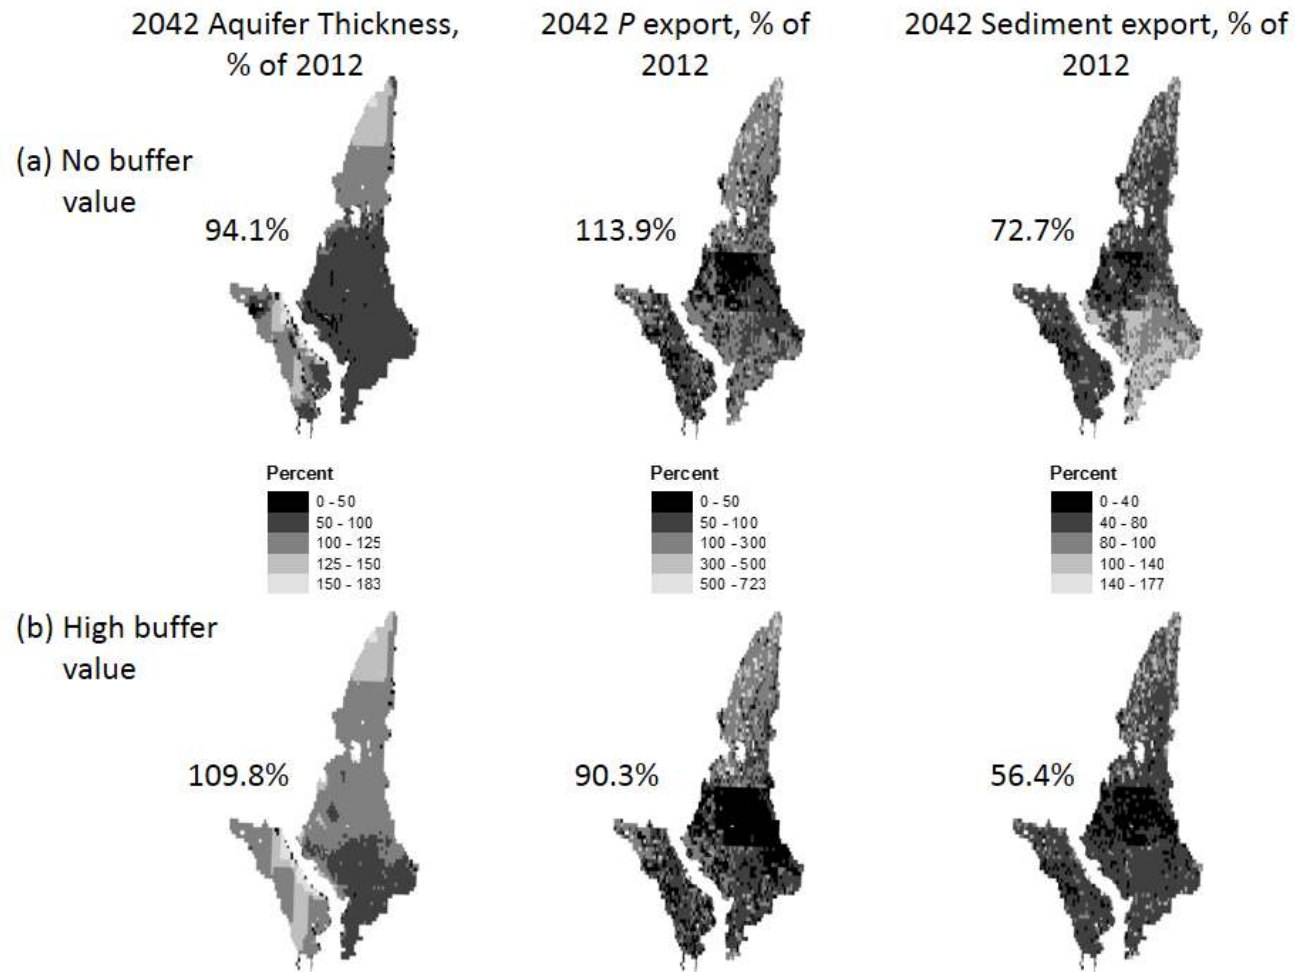 2042 Aquifer Thickness,
% of 2012
2042 P export, % of
2012
2042 Sediment export, % of
2012
(a) No buffer
value
94.1%
113.9%
72.7%
Percent
0 - 50
50 - 100
100 - 125
125 - 150
150 - 183
Percent
0 - 50
50 - 100
100 - 300
300 - 500
500 - 723
Percent
0 - 40
40 - 80
80 - 100
100 - 140
140 - 177
(b) High buffer
value
109.8%
90.3%
56.4%